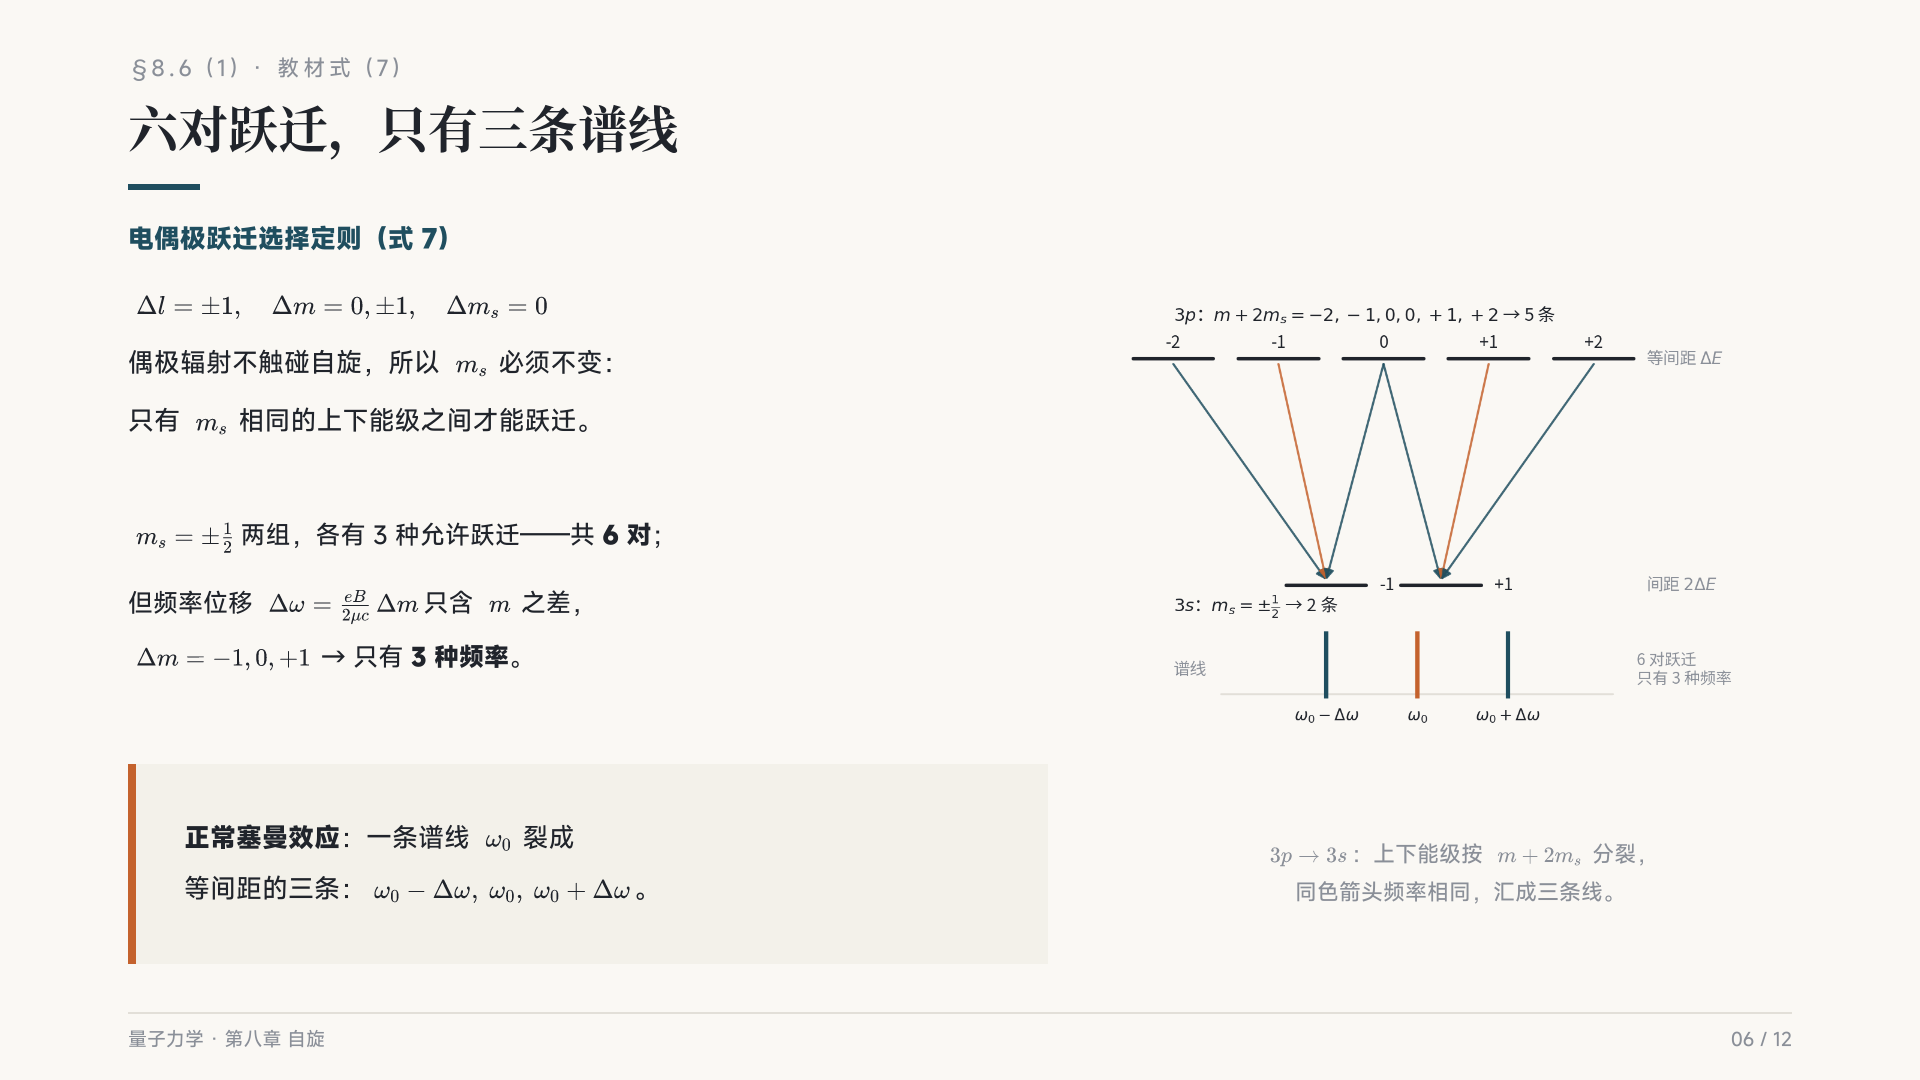 §8.6（1）· 教材式（7）
六对跃迁，只有三条谱线
电偶极跃迁选择定则（式 7）
Δl = ±1, Δm = 0, ±1, Δm_s = 0
偶极辐射不触碰自旋，所以 m_s 必须不变：
只有 m_s 相同的上下能级之间才能跃迁。
m_s = ±1/2 两组，各有 3 种允许跃迁——共 6 对；
但频率位移 Δω = eB/2μc Δm 只含 m 之差，
Δm = −1, 0, +1 → 只有 3 种频率。
正常塞曼效应：一条谱线 ω₀ 裂成
等间距的三条： ω₀ − Δω, ω₀, ω₀ + Δω。
3p：m + 2m_s = −2, −1, 0, 0, +1, +2 → 5 条
-2 -1 0 +1 +2
等间距 ΔE
-1 +1
间距 2ΔE
3s：m_s = ±1/2 → 2 条
谱线
6 对跃迁
只有 3 种频率
ω₀ − Δω ω₀ ω₀ + Δω
3p → 3s：上下能级按 m + 2m_s 分裂，
同色箭头频率相同，汇成三条线。
量子力学 · 第八章 自旋
06 / 12